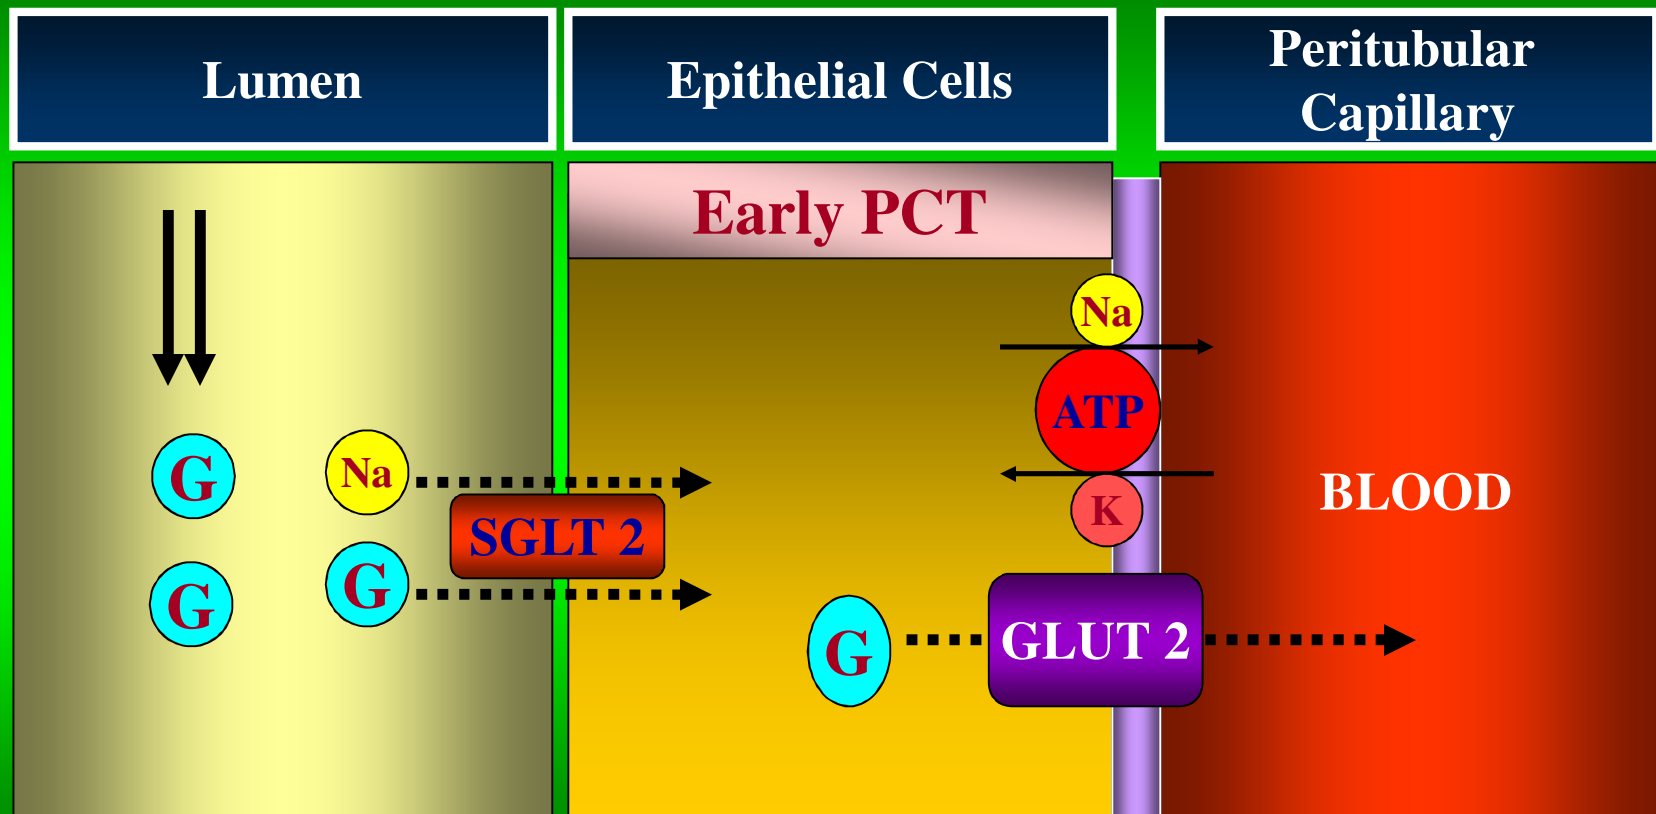 Lumen
Epithelial Cells
Peritubular
Capillary
Early PCT
Na
ATP
K
G
Na
G
G
SGLT 2
G
GLUT 2
BLOOD